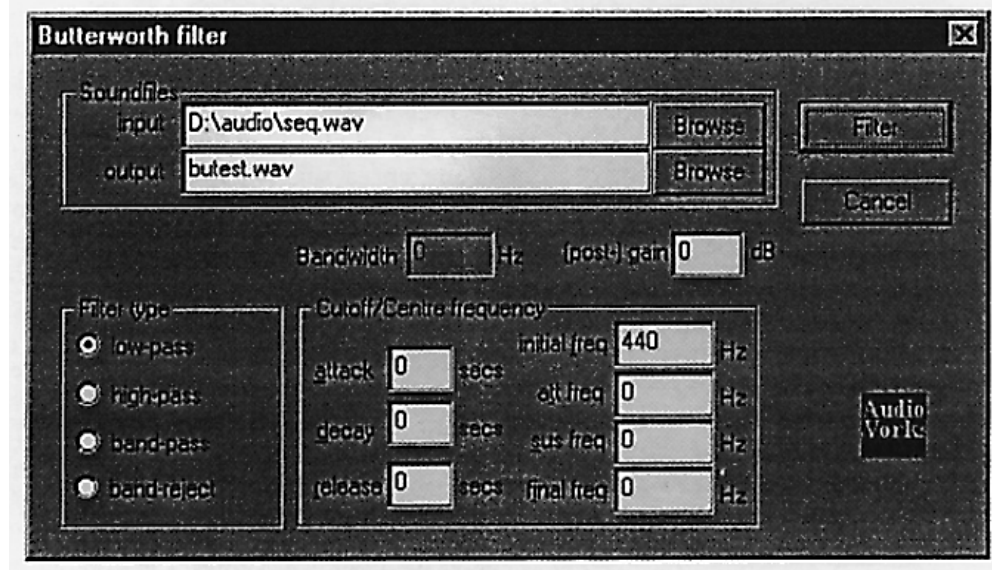 Butterworth filter
Soundfiles
input D:\audio\seq.wav Browse
output butest.wav Browse
Filter
Cancel
Bandwidth 0 Hz (post-) gain 0 dB
Filter type
low-pass
high-pass
band-pass
band-reject
Cutoff/Centre frequency
attack 0 secs
decay 0 secs
release 0 secs
initial freq 440 Hz
att freq 0 Hz
sus freq 0 Hz
final freq 0 Hz
Audio